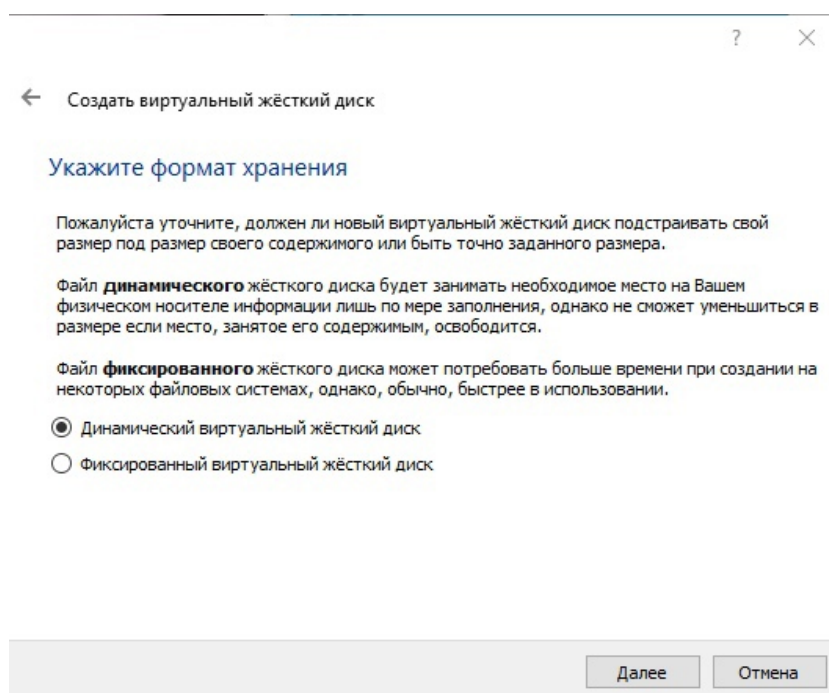 ?
Создать виртуальный жёсткий диск
Укажите формат хранения
Пожалуйста уточните, должен ли новый виртуальный жёсткий диск подстраивать свой
размер под размер своего содержимого или быть точно заданного размера.
Файл динамического жёсткого диска будет занимать необходимое место на Вашем
физическом носителе информации лишь по мере заполнения, однако не сможет уменьшиться в
размере если место, занятое его содержимым, освободится.
Файл фиксированного жёсткого диска может потребовать больше времени при создании на
некоторых файловых системах, однако, обычно, быстрее в использовании.
Динамический виртуальный жёсткий диск
Фиксированный виртуальный жёсткий диск
Далее Отмена